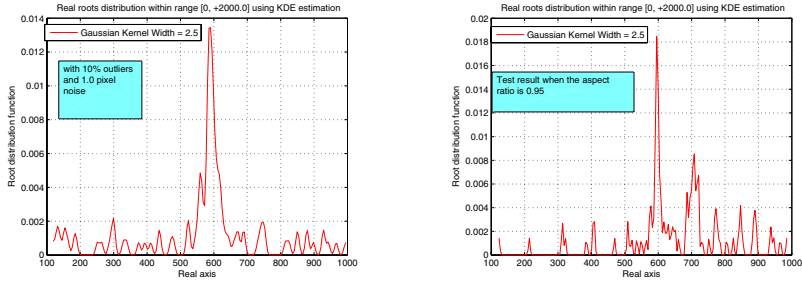 Real roots distribution within range [0, +2000.0] using KDE estimation
0.014
0.012
0.01
0.008
0.006
0.004
0.002
0
Root distribution function
Gaussian Kernel Width = 2.5
with 10% outliers
and 1.0 pixel
noise
100 200 300 400 500 600 700 800 900 1000
Real axis
Real roots distribution within range [0, +2000.0] using KDE estimation
0.02
0.018
0.016
0.014
0.012
0.01
0.008
0.006
0.004
0.002
0
Root distribution function
Gaussian Kernel Width = 2.5
Test result when the aspect
ratio is 0.95
100 200 300 400 500 600 700 800 900 1000
Real axis